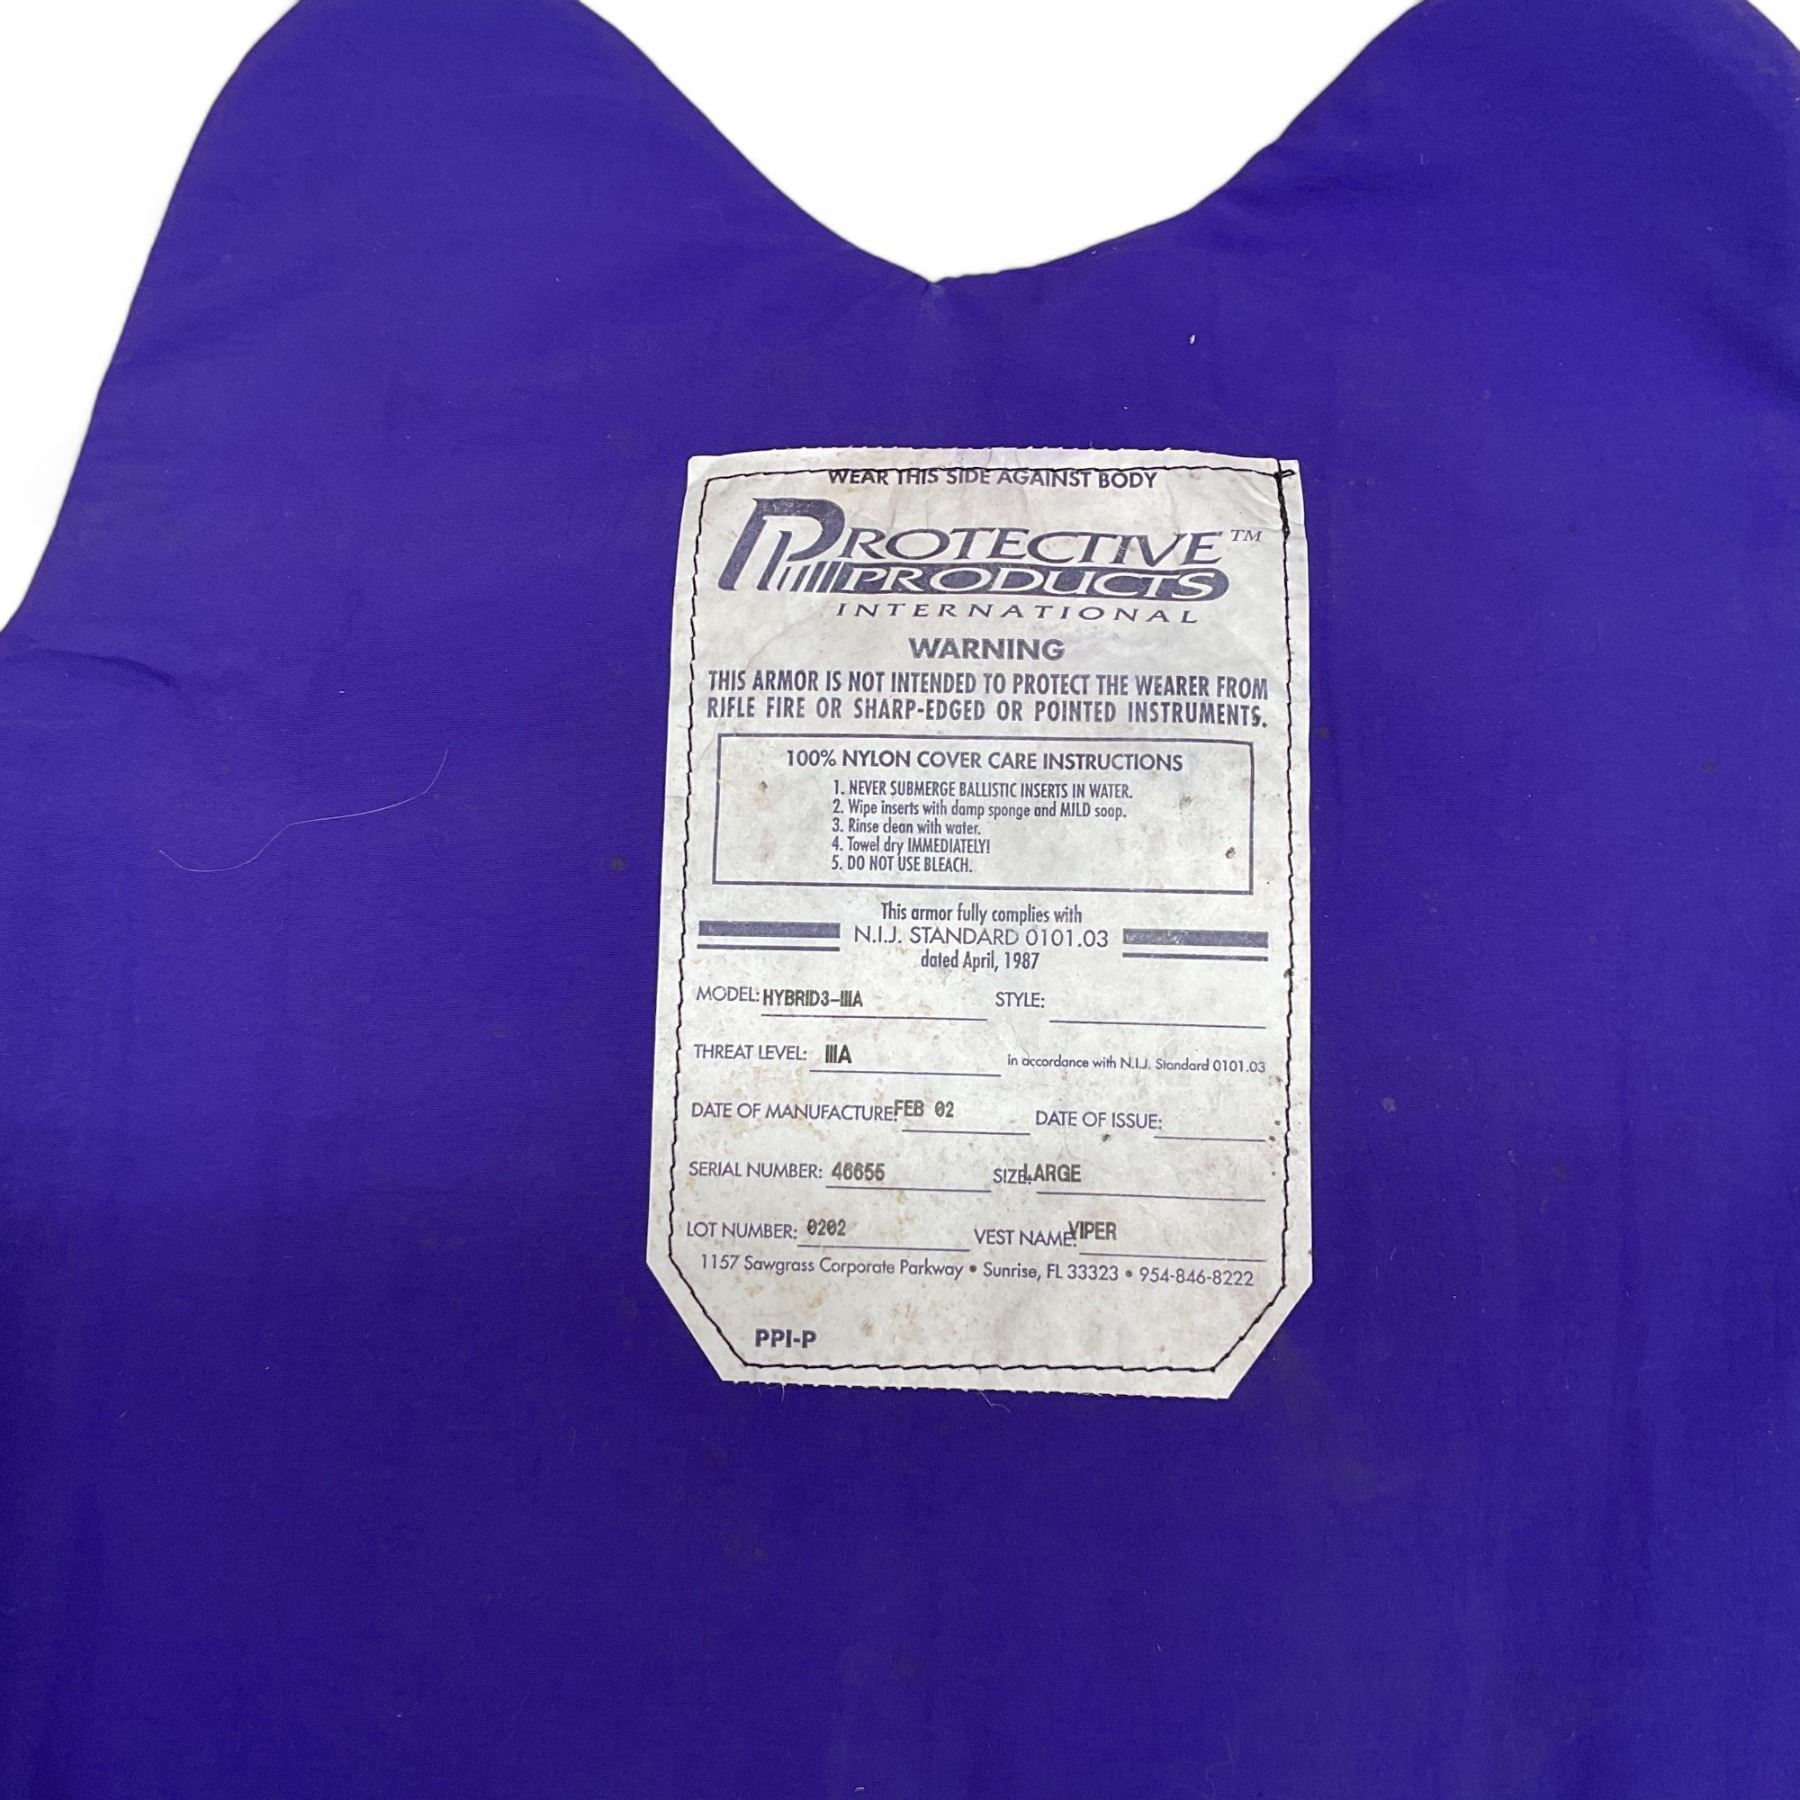 WEAR THIS SIDE AGAINST BODY
PROTECTIVE™
PRODUCTS
INTERNATIONAL
WARNING
THIS ARMOR IS NOT INTENDED TO PROTECT THE WEARER FROM
RIFLE FIRE OR SHARP-EDGED OR POINTED INSTRUMENTS.
100% NYLON COVER CARE INSTRUCTIONS
1. NEVER SUBMERGE BALLISTIC INSERTS IN WATER.
2. Wipe inserts with damp sponge and MILD soap.
3. Rinse clean with water.
4. Towel dry IMMEDIATELY!
5. DO NOT USE BLEACH.
This armor fully complies with
N.I.J. STANDARD 0101.03
dated April, 1987
MODEL: HYBRID3-IIIA STYLE:
THREAT LEVEL: IIIA in accordance with N.I.J. Standard 0101.03
DATE OF MANUFACTURE: FEB 02 DATE OF ISSUE:
SERIAL NUMBER: 46655 SIZE: LARGE
LOT NUMBER: 0202 VEST NAME: VIPER
1157 Sawgrass Corporate Parkway • Sunrise, FL 33323 • 954-846-8222
PPI-P